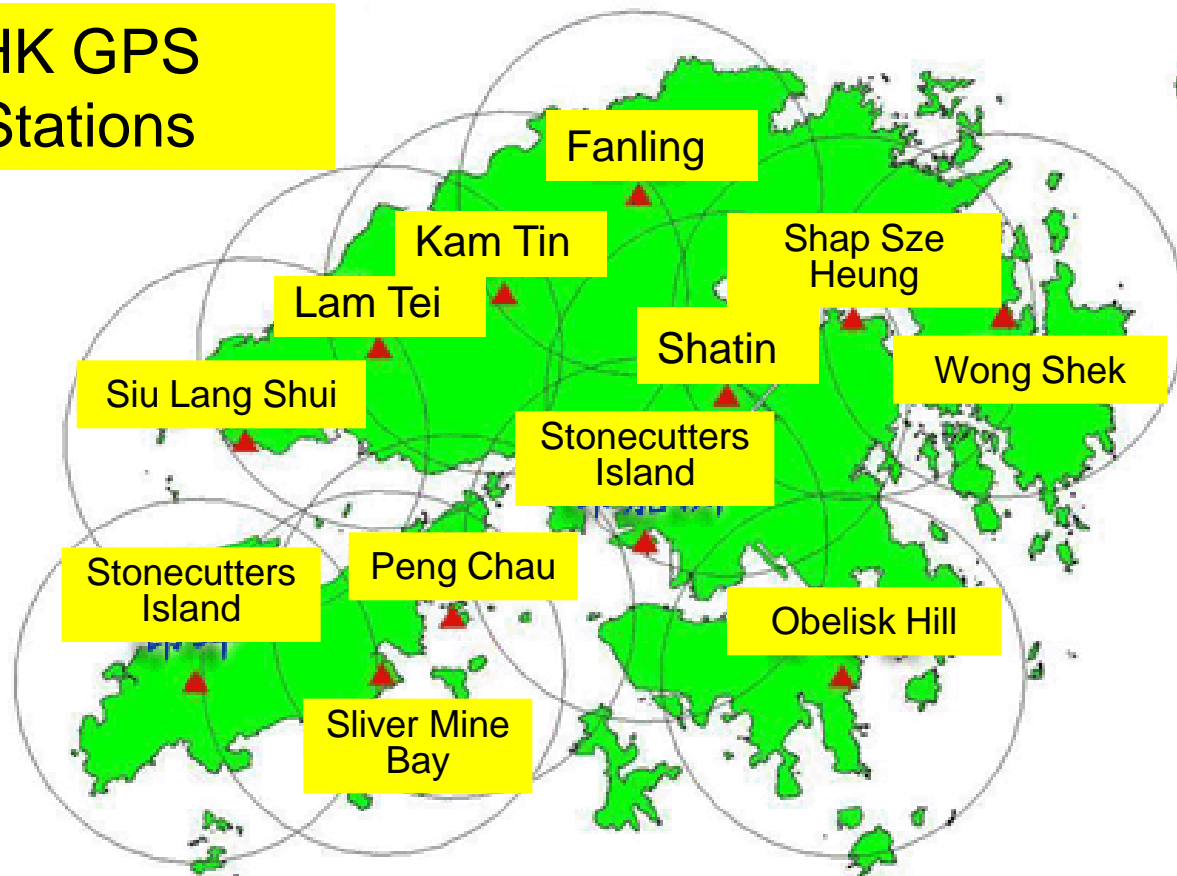 HK GPS
Stations
Fanling
Kam Tin
Shap Sze
Heung
Lam Tei
Shatin
Wong Shek
Siu Lang Shui
Stonecutters
Island
Peng Chau
Stonecutters
Island
Obelisk Hill
Sliver Mine
Bay